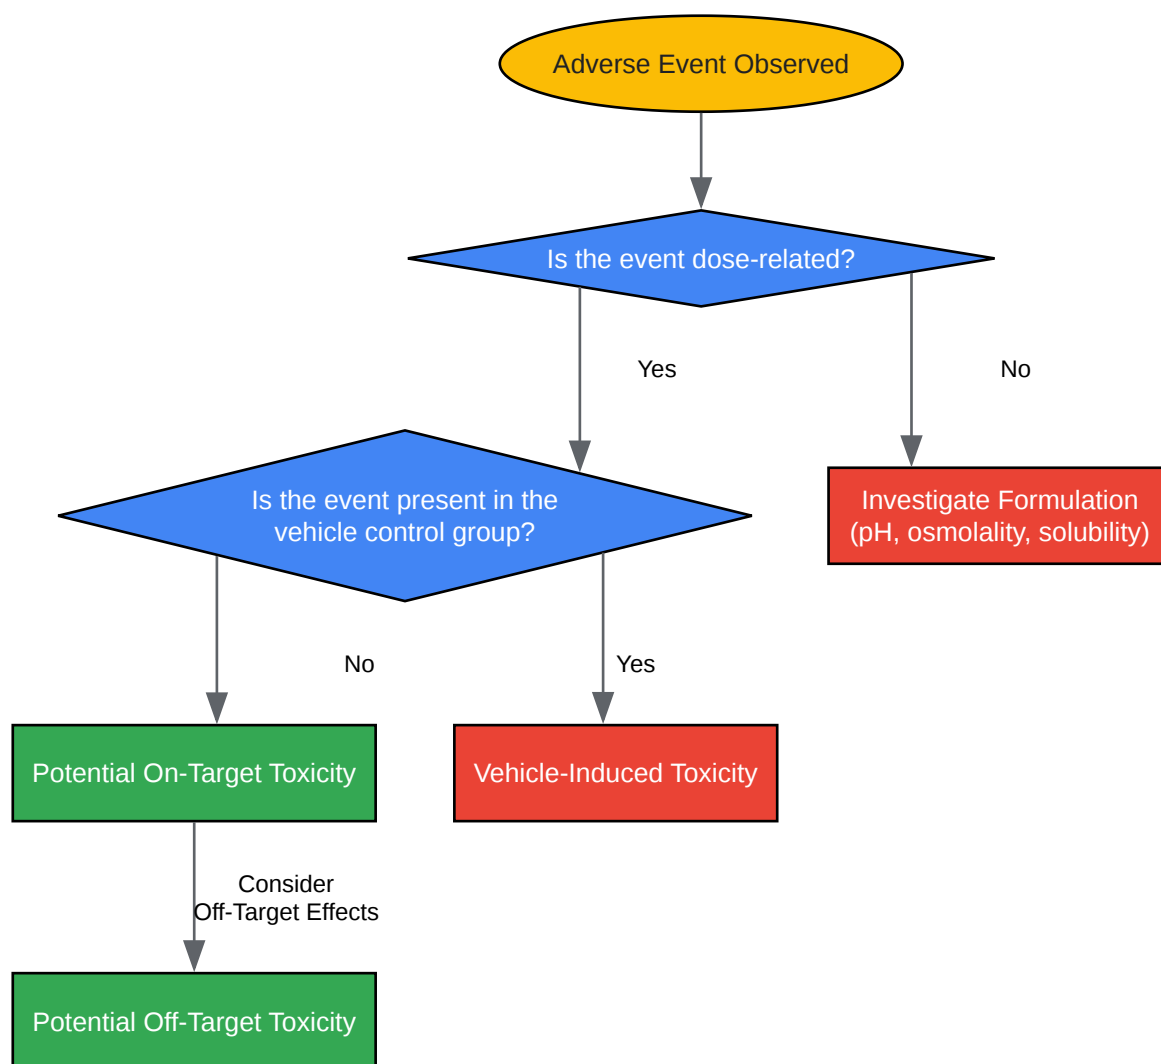 Adverse Event Observed
Is the event dose-related?
Yes
No
Is the event present in the
vehicle control group?
Investigate Formulation
(pH, osmolality, solubility)
No
Yes
Potential On-Target Toxicity
Vehicle-Induced Toxicity
Consider
Off-Target Effects
Potential Off-Target Toxicity